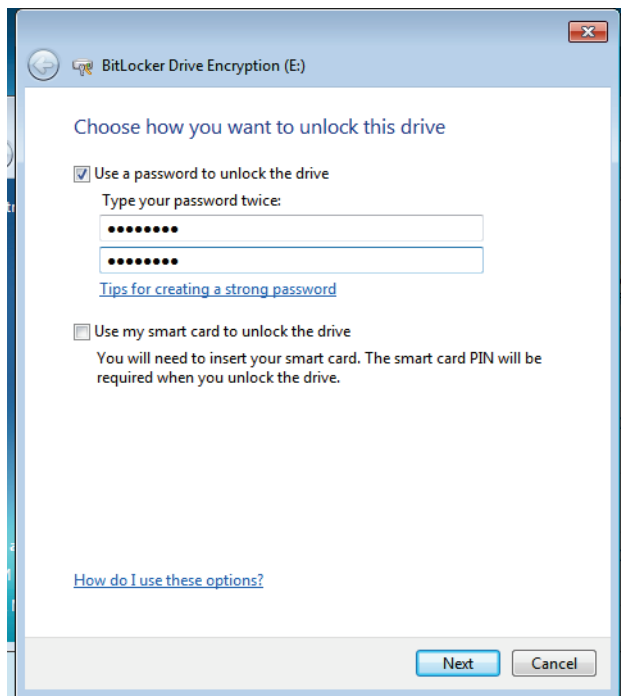 BitLocker Drive Encryption (E:)
Choose how you want to unlock this drive
Use a password to unlock the drive
Type your password twice:
••••••••
••••••••
Tips for creating a strong password
Use my smart card to unlock the drive
You will need to insert your smart card. The smart card PIN will be
required when you unlock the drive.
How do I use these options?
Next Cancel